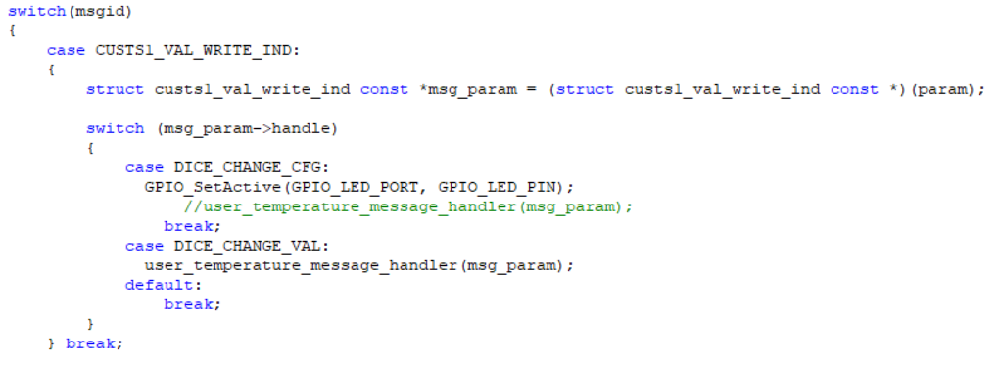 switch(msgid)
{
    case CUSTS1_VAL_WRITE_IND:
    {
        struct custs1_val_write_ind const *msg_param = (struct custs1_val_write_ind const *)(param);

        switch (msg_param->handle)
        {
            case DICE_CHANGE_CFG:
              GPIO_SetActive(GPIO_LED_PORT, GPIO_LED_PIN);
                  //user_temperature_message_handler(msg_param);
                break;
            case DICE_CHANGE_VAL:
              user_temperature_message_handler(msg_param);
            default:
                break;
        }
    } break;